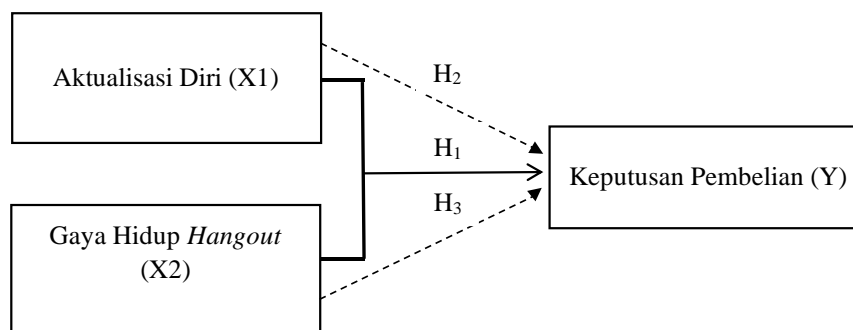 Aktualisasi Diri (X1)
H2
H1
Keputusan Pembelian (Y)
H3
Gaya Hidup Hangout
(X2)